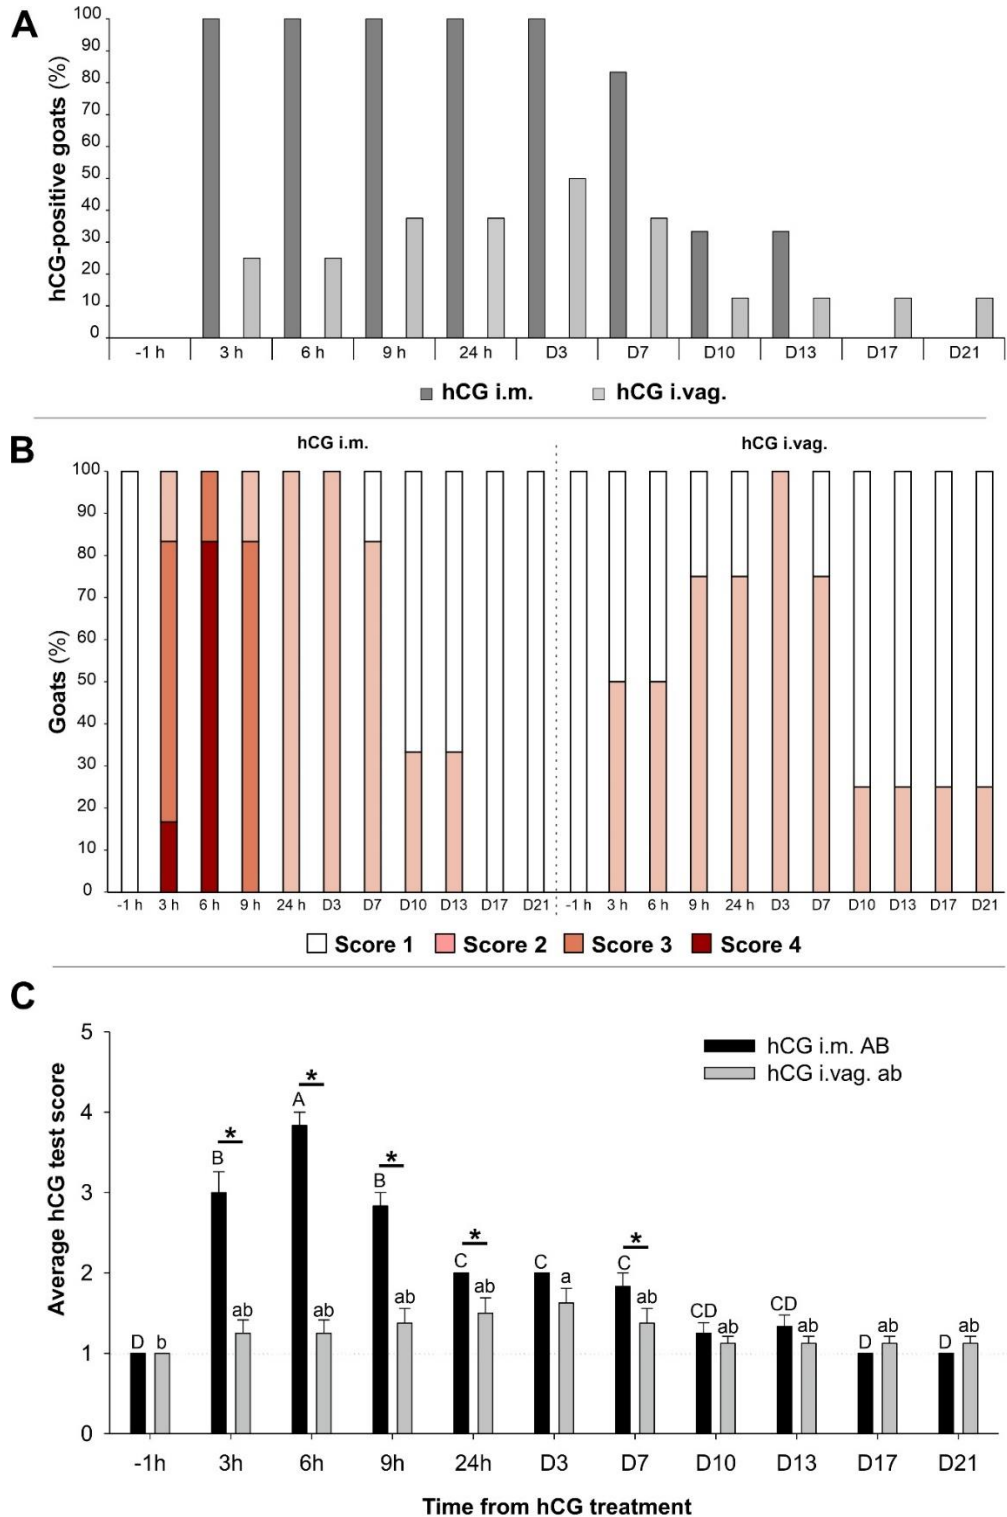 A
hCG-positive goats (%)
100
90
80
70
60
50
40
30
20
10
0
-1 h 3 h 6 h 9 h 24 h D3 D7 D10 D13 D17 D21
hCG i.m. hCG i.vag.
B
hCG i.m. hCG i.vag.
Goats (%)
100
90
80
70
60
50
40
30
20
10
0
-1 h 3 h 6 h 9 h 24 h D3 D7 D10 D13 D17 D21 -1 h 3 h 6 h 9 h 24 h D3 D7 D10 D13 D17 D21
Score 1 Score 2 Score 3 Score 4
C
Average hCG test score
5
4
3
2
1
0
hCG i.m. AB
hCG i.vag. ab
*
A
*
B
*
B
*
C
C
*
C
ab
ab
ab
ab
a
ab
CD
ab
CD
ab
D
b
D
ab
D
ab
-1h 3h 6h 9h 24h D3 D7 D10 D13 D17 D21
Time from hCG treatment